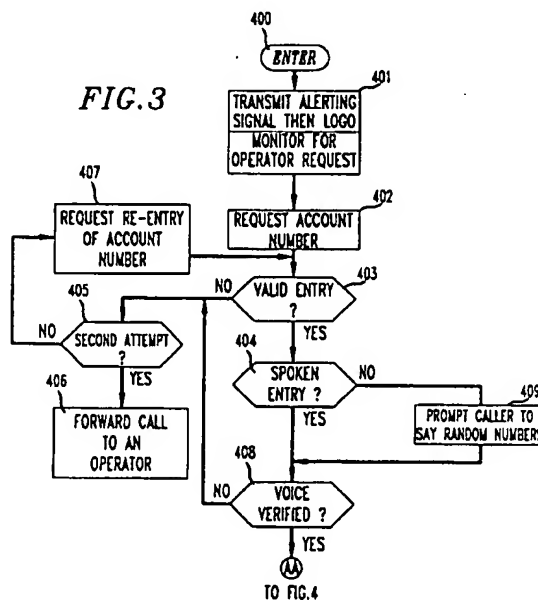 400
ENTER
FIG.3
401
TRANSMIT ALERTING
SIGNAL THEN LOGO
MONITOR FOR
OPERATOR REQUEST
407
REQUEST RE-ENTRY
OF ACCOUNT
NUMBER
402
REQUEST ACCOUNT
NUMBER
403
NO
VALID ENTRY
?
YES
405
NO
SECOND ATTEMPT
?
YES
404
SPOKEN
ENTRY ?
NO
YES
409
PROMPT CALLER TO
SAY RANDOM NUMBERS
406
FORWARD CALL
TO AN
OPERATOR
408
NO
VOICE
VERIFIED ?
YES
AA
TO FIG.4